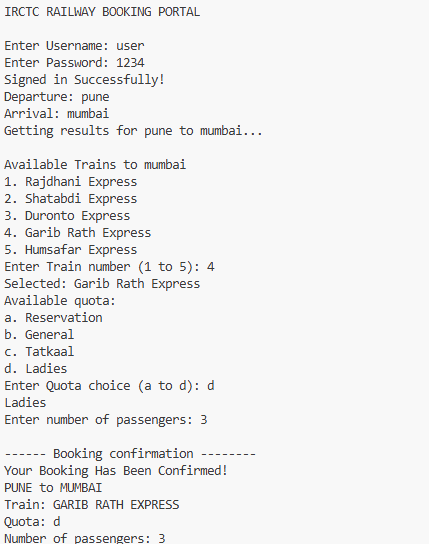 IRCTC RAILWAY BOOKING PORTAL
Enter Username: user
Enter Password: 1234
Signed in Successfully!
Departure: pune
Arrival: mumbai
Getting results for pune to mumbai...
Available Trains to mumbai
1. Rajdhani Express
2. Shatabdi Express
3. Duronto Express
4. Garib Rath Express
5. Humsafar Express
Enter Train number (1 to 5): 4
Selected: Garib Rath Express
Available quota:
a. Reservation
b. General
c. Tatkaal
d. Ladies
Enter Quota choice (a to d): d
Ladies
Enter number of passengers: 3
------ Booking confirmation --------
Your Booking Has Been Confirmed!
PUNE to MUMBAI
Train: GARIB RATH EXPRESS
Quota: d
Number of passengers: 3